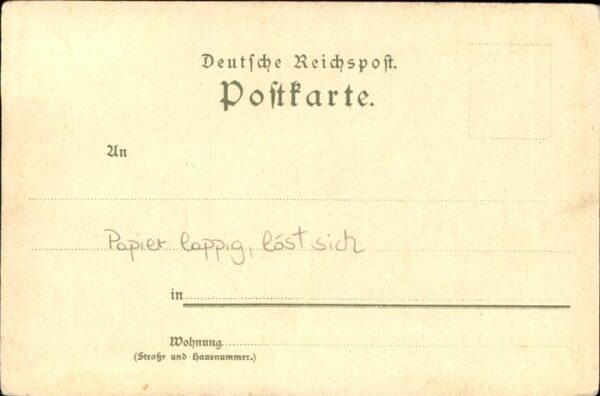 Deutſche Reichspoſt.
Poſtkarte.
An
Papier lappig, löst sich
in
Wohnung
(Straße und Hausnummer.)